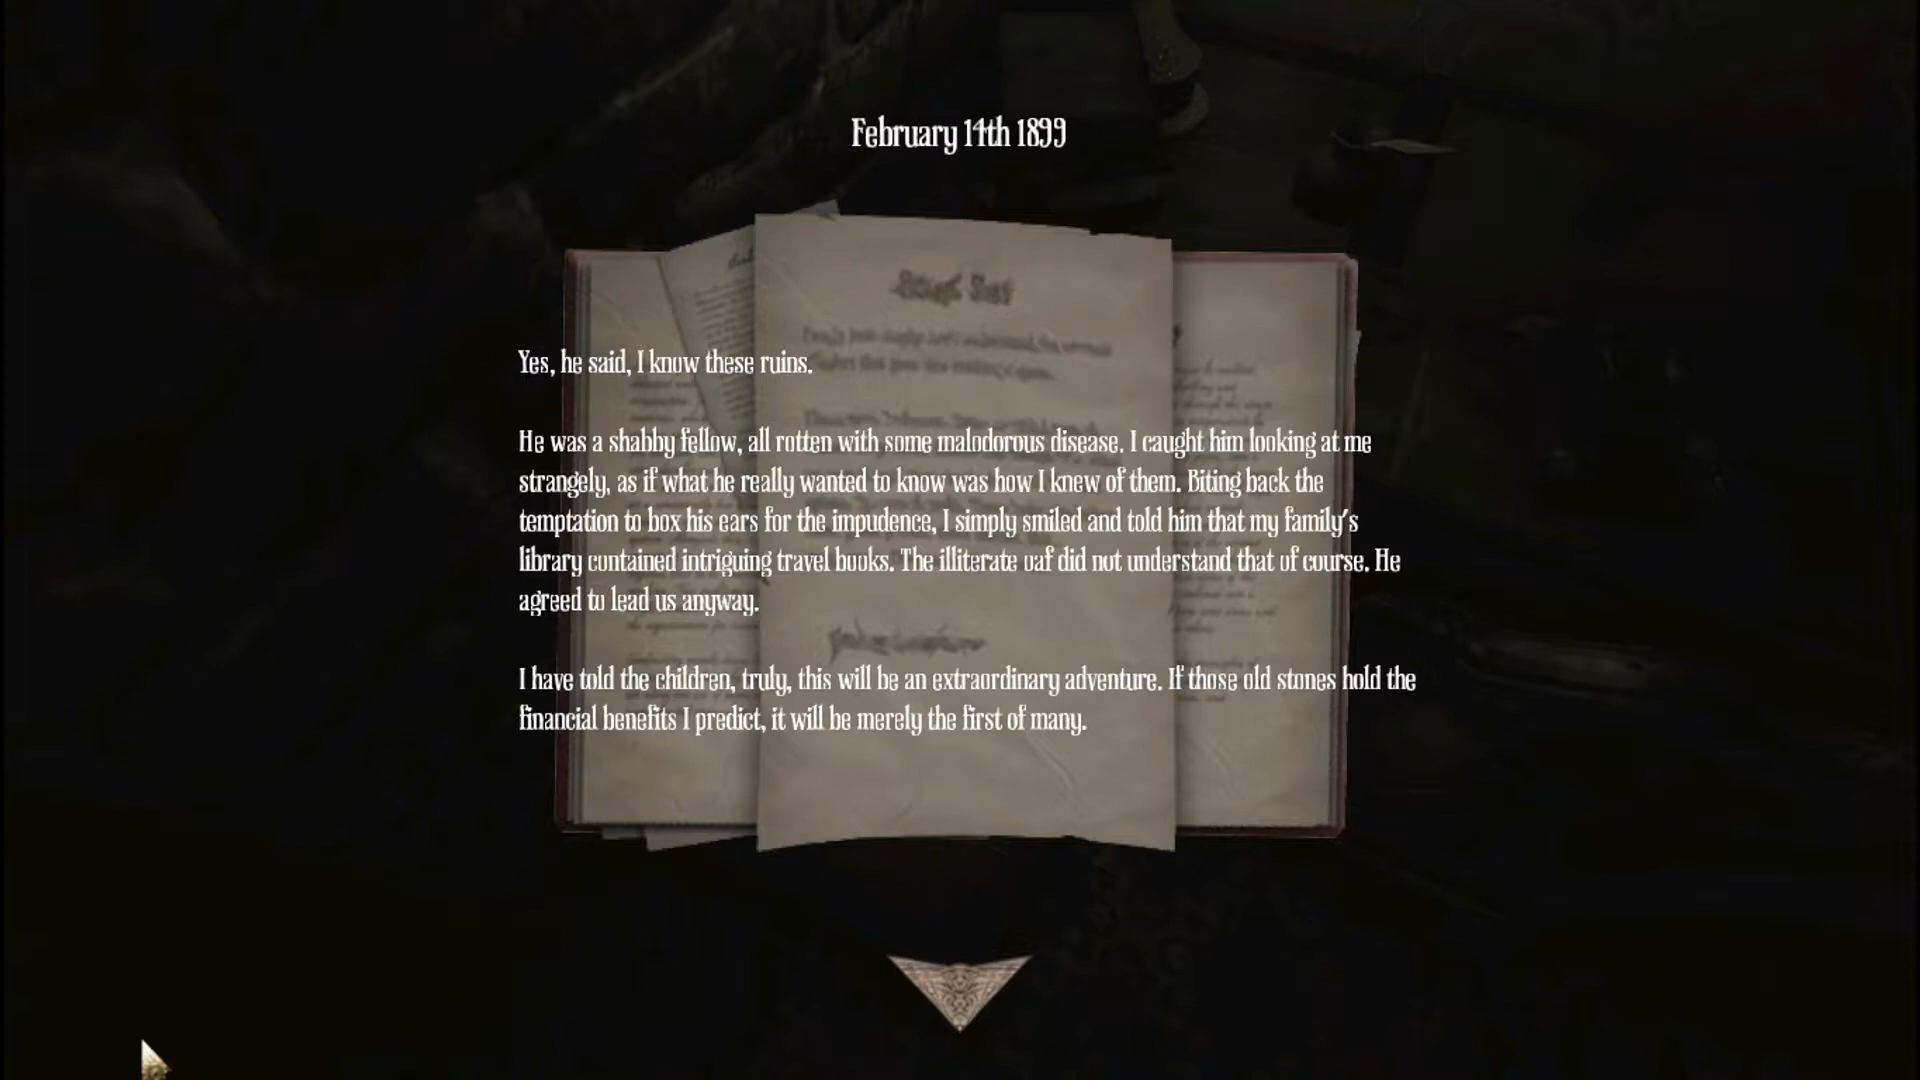 February 14th 1899
Yes, he said, I know these ruins.
He was a shabby fellow, all rotten with some malodorous disease. I caught him looking at me
strangely, as if what he really wanted to know was how I knew of them. Biting back the
temptation to box his ears for the impudence, I simply smiled and told him that my family's
library contained intriguing travel books. The illiterate oaf did not understand that of course. He
agreed to lead us anyway.
I have told the children, truly, this will be an extraordinary adventure. If those old stones hold the
financial benefits I predict, it will be merely the first of many.